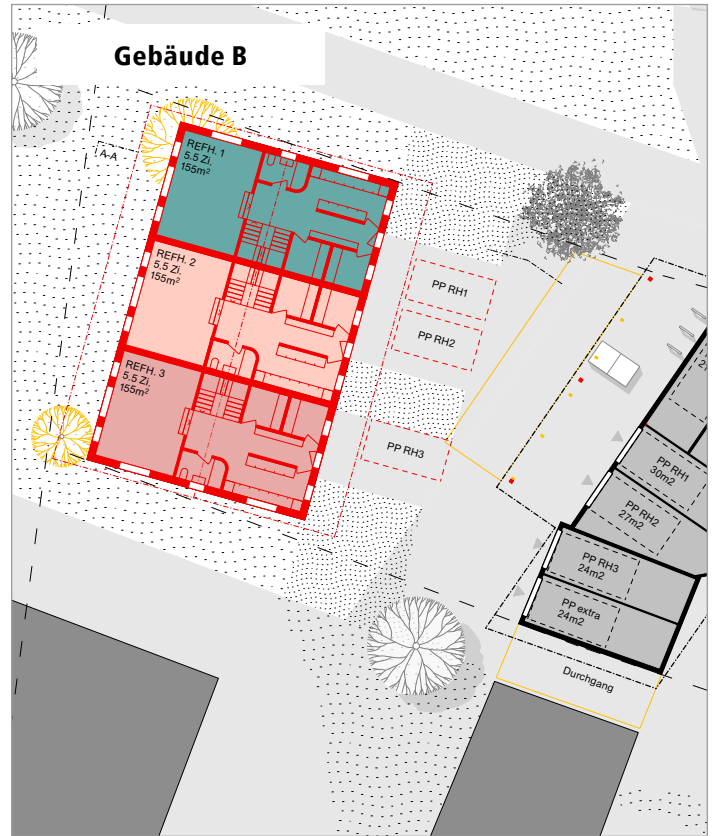 Gebäude B
A-A
REFH. 1
5.5 Zi.
155m²
REFH. 2
5.5 Zi.
155m²
REFH. 3
5.5 Zi.
155m²
PP RH1
PP RH2
PP RH3
PP RH1
30m2
PP RH2
27m2
PP RH3
24m2
PP extra
24m2
Durchgang